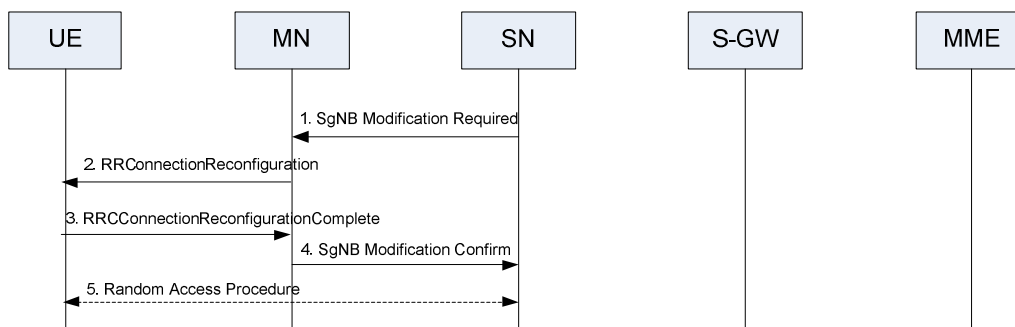 UE
MN
SN
S-GW
MME
1. SgNB Modification Required
2. RRConnectionReconfiguration
3. RRCConnectionReconfigurationComplete
4. SgNB Modification Confirm
5. Random Access Procedure